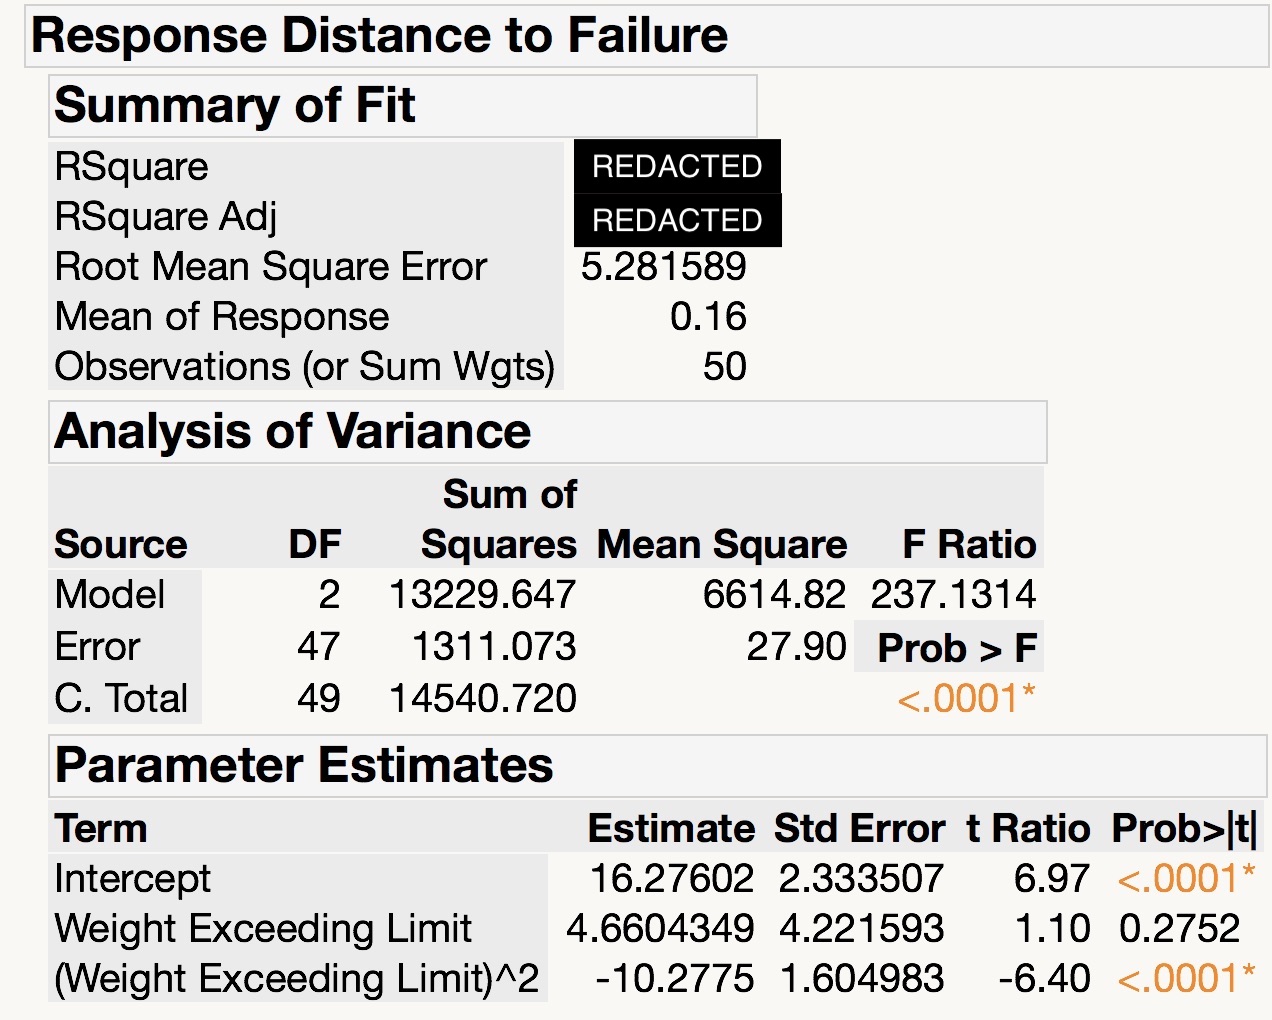 Response Distance to Failure
Summary of Fit
RSquare REDACTED
RSquare Adj REDACTED
Root Mean Square Error 5.281589
Mean of Response 0.16
Observations (or Sum Wgts) 50
Analysis of Variance
Sum of
Source DF Squares Mean Square F Ratio
Model 2 13229.647 6614.82 237.1314
Error 47 1311.073 27.90 Prob > F
C. Total 49 14540.720 <.0001*
Parameter Estimates
Term Estimate Std Error t Ratio Prob>|t|
Intercept 16.27602 2.333507 6.97 <.0001*
Weight Exceeding Limit 4.6604349 4.221593 1.10 0.2752
(Weight Exceeding Limit)^2 -10.2775 1.604983 -6.40 <.0001*